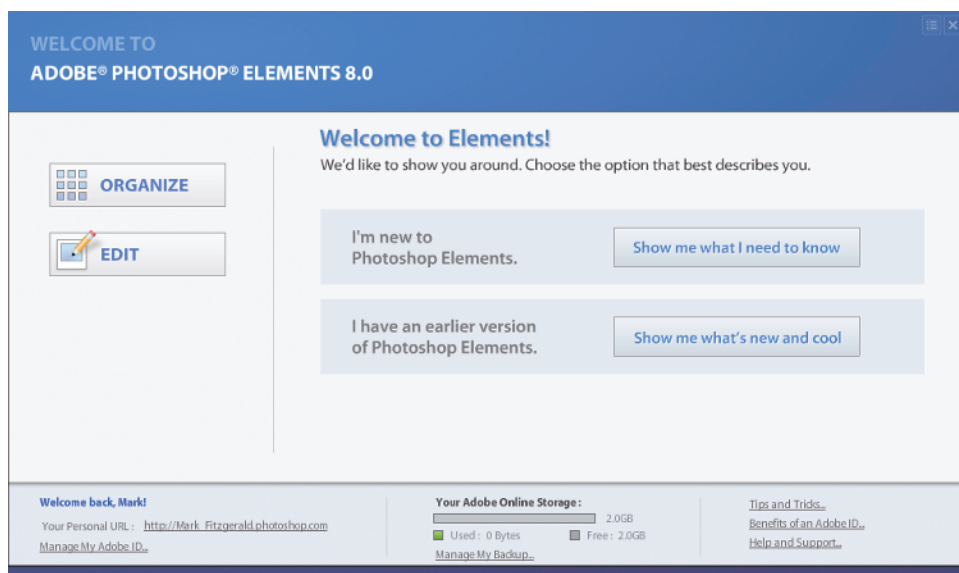 WELCOME TO
ADOBE® PHOTOSHOP® ELEMENTS 8.0
ORGANIZE
EDIT
Welcome to Elements!
We'd like to show you around. Choose the option that best describes you.
I'm new to
Photoshop Elements.
Show me what I need to know
I have an earlier version
of Photoshop Elements.
Show me what's new and cool
Welcome back, Mark!
Your Personal URL : http://Mark_Fitzgerald.photoshop.com
Manage My Adobe ID...
Your Adobe Online Storage :
2.0GB
Used : 0 Bytes Free : 2.0GB
Manage My Backup...
Tips and Tricks...
Benefits of an Adobe ID...
Help and Support...